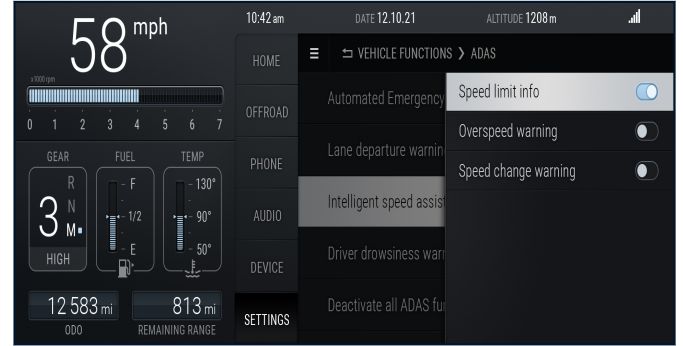 58 mph
x1000 rpm
0 1 2 3 4 5 6 7
GEAR
R
N
M
3
HIGH
FUEL
F
1/2
E
TEMP
130°
90°
50°
12 583 mi
ODO
813 mi
REMAINING RANGE
10:42 am
DATE 12.10.21
ALTITUDE 1208 m
HOME
OFFROAD
PHONE
AUDIO
DEVICE
SETTINGS
VEHICLE FUNCTIONS > ADAS
Automated Emergency
Lane departure warnin
Intelligent speed assist
Driver drowsiness warr
Deactivate all ADAS fu
Speed limit info
Overspeed warning
Speed change warning